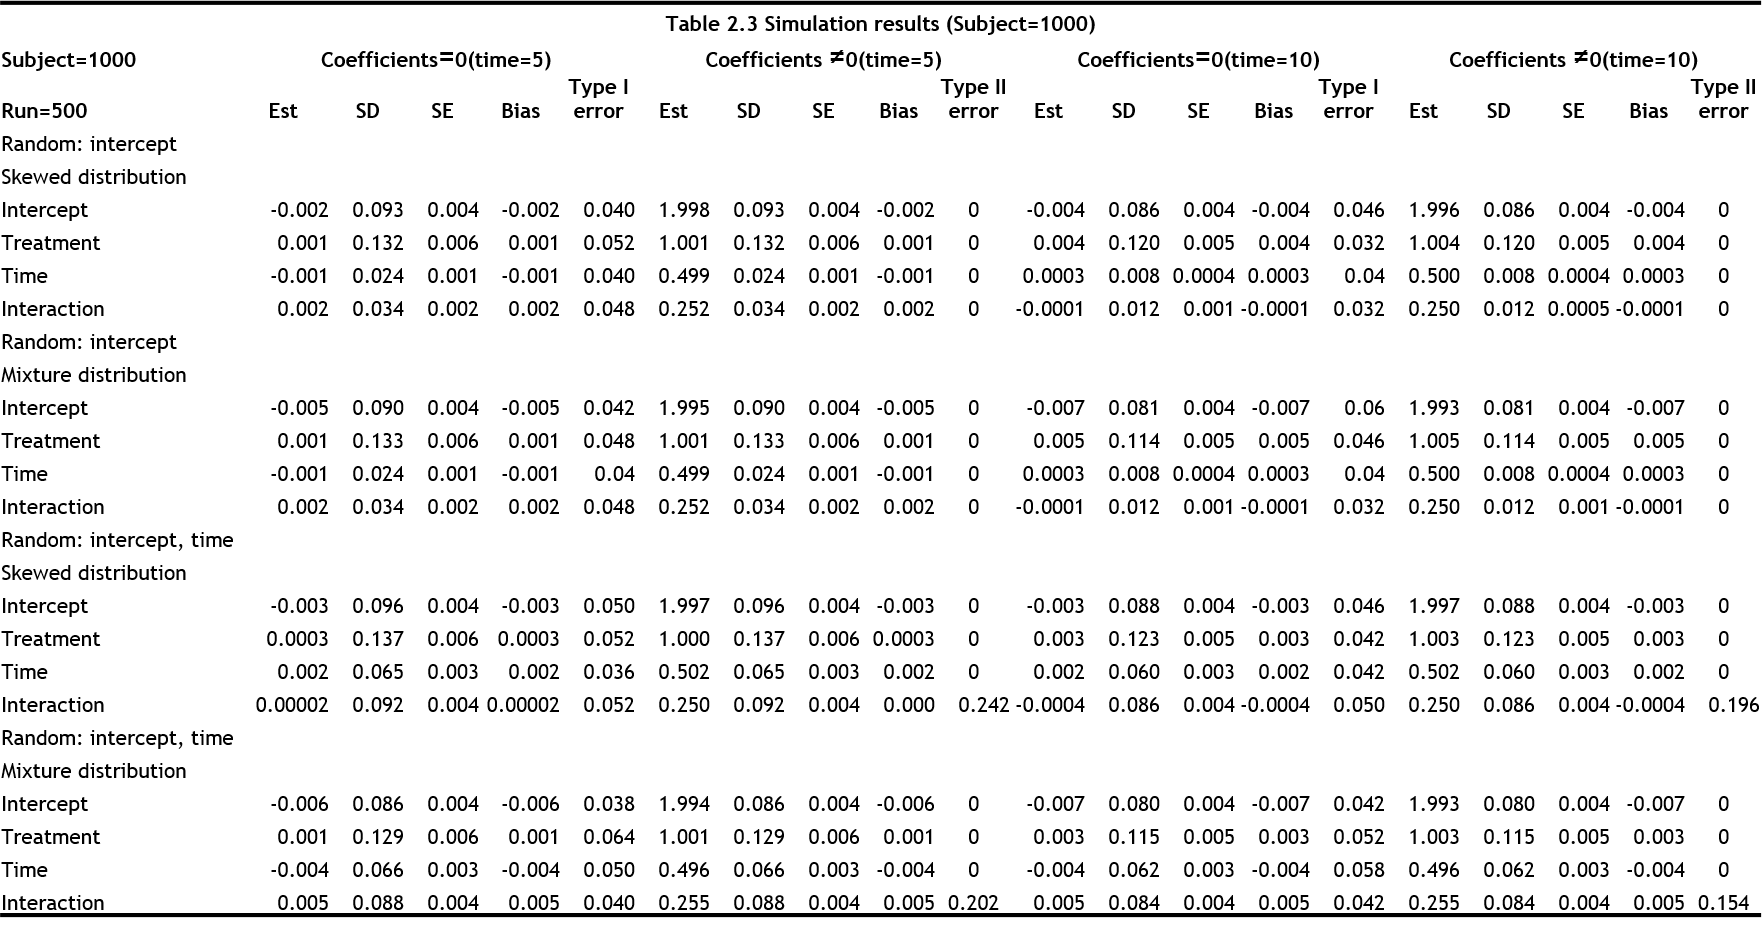 Table 2.3 Simulation results (Subject=1000)
Subject=1000 Coefficients=0(time=5) Coefficients ≠0(time=5) Coefficients=0(time=10) Coefficients ≠0(time=10)
Type I Type II Type I Type II
Run=500 Est SD SE Bias error Est SD SE Bias error Est SD SE Bias error Est SD SE Bias error
Random: intercept
Skewed distribution
Intercept -0.002 0.093 0.004 -0.002 0.040 1.998 0.093 0.004 -0.002 0 -0.004 0.086 0.004 -0.004 0.046 1.996 0.086 0.004 -0.004 0
Treatment 0.001 0.132 0.006 0.001 0.052 1.001 0.132 0.006 0.001 0 0.004 0.120 0.005 0.004 0.032 1.004 0.120 0.005 0.004 0
Time -0.001 0.024 0.001 -0.001 0.040 0.499 0.024 0.001 -0.001 0 0.0003 0.008 0.0004 0.0003 0.04 0.500 0.008 0.0004 0.0003 0
Interaction 0.002 0.034 0.002 0.002 0.048 0.252 0.034 0.002 0.002 0 -0.0001 0.012 0.001 -0.0001 0.032 0.250 0.012 0.0005 -0.0001 0
Random: intercept
Mixture distribution
Intercept -0.005 0.090 0.004 -0.005 0.042 1.995 0.090 0.004 -0.005 0 -0.007 0.081 0.004 -0.007 0.06 1.993 0.081 0.004 -0.007 0
Treatment 0.001 0.133 0.006 0.001 0.048 1.001 0.133 0.006 0.001 0 0.005 0.114 0.005 0.005 0.046 1.005 0.114 0.005 0.005 0
Time -0.001 0.024 0.001 -0.001 0.04 0.499 0.024 0.001 -0.001 0 0.0003 0.008 0.0004 0.0003 0.04 0.500 0.008 0.0004 0.0003 0
Interaction 0.002 0.034 0.002 0.002 0.048 0.252 0.034 0.002 0.002 0 -0.0001 0.012 0.001 -0.0001 0.032 0.250 0.012 0.001 -0.0001 0
Random: intercept, time
Skewed distribution
Intercept -0.003 0.096 0.004 -0.003 0.050 1.997 0.096 0.004 -0.003 0 -0.003 0.088 0.004 -0.003 0.046 1.997 0.088 0.004 -0.003 0
Treatment 0.0003 0.137 0.006 0.0003 0.052 1.000 0.137 0.006 0.0003 0 0.003 0.123 0.005 0.003 0.042 1.003 0.123 0.005 0.003 0
Time 0.002 0.065 0.003 0.002 0.036 0.502 0.065 0.003 0.002 0 0.002 0.060 0.003 0.002 0.042 0.502 0.060 0.003 0.002 0
Interaction 0.00002 0.092 0.004 0.00002 0.052 0.250 0.092 0.004 0.000 0.242 -0.0004 0.086 0.004 -0.0004 0.050 0.250 0.086 0.004 -0.0004 0.196
Random: intercept, time
Mixture distribution
Intercept -0.006 0.086 0.004 -0.006 0.038 1.994 0.086 0.004 -0.006 0 -0.007 0.080 0.004 -0.007 0.042 1.993 0.080 0.004 -0.007 0
Treatment 0.001 0.129 0.006 0.001 0.064 1.001 0.129 0.006 0.001 0 0.003 0.115 0.005 0.003 0.052 1.003 0.115 0.005 0.003 0
Time -0.004 0.066 0.003 -0.004 0.050 0.496 0.066 0.003 -0.004 0 -0.004 0.062 0.003 -0.004 0.058 0.496 0.062 0.003 -0.004 0
Interaction 0.005 0.088 0.004 0.005 0.040 0.255 0.088 0.004 0.005 0.202 0.005 0.084 0.004 0.005 0.042 0.255 0.084 0.004 0.005 0.154